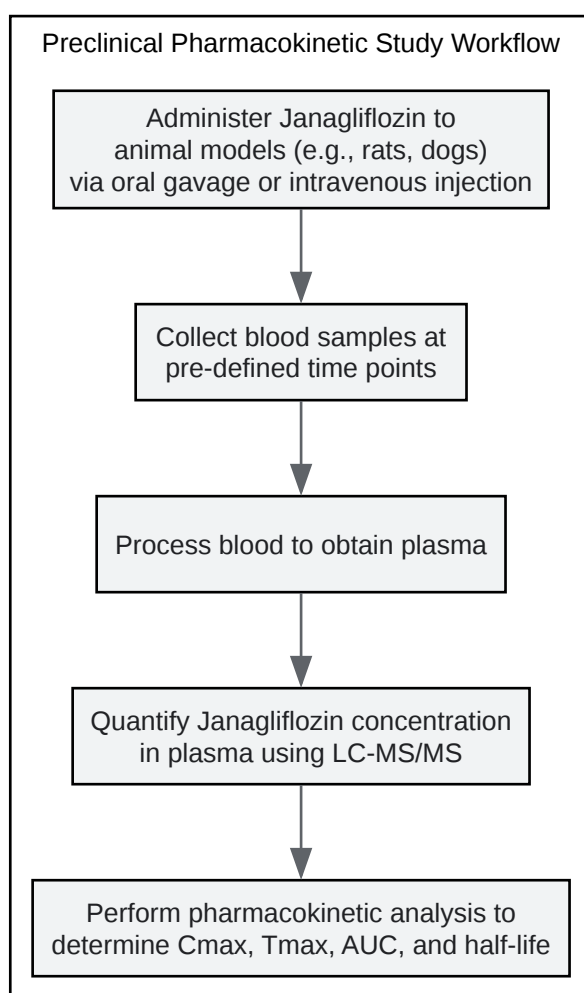 Preclinical Pharmacokinetic Study Workflow
Administer Janagliflozin to
animal models (e.g., rats, dogs)
via oral gavage or intravenous injection
Collect blood samples at
pre-defined time points
Process blood to obtain plasma
Quantify Janagliflozin concentration
in plasma using LC-MS/MS
Perform pharmacokinetic analysis to
determine Cmax, Tmax, AUC, and half-life